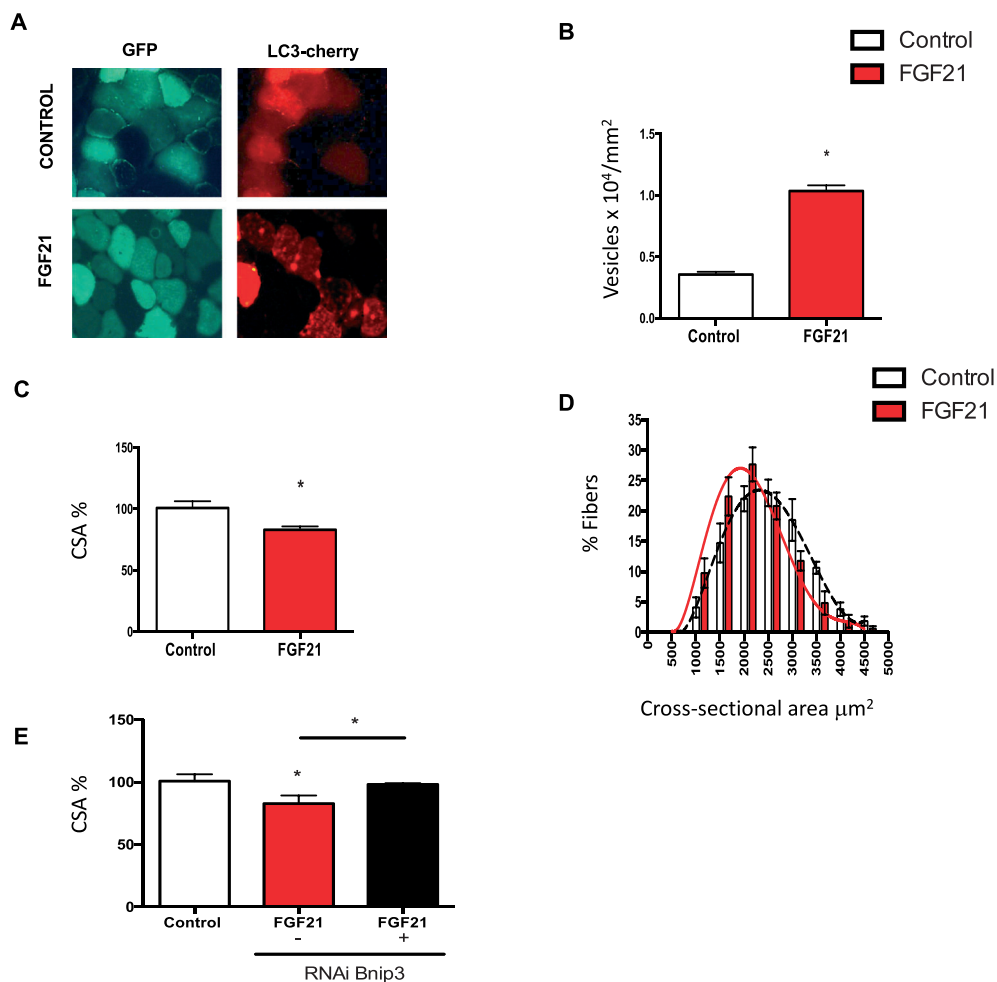 A
GFP
LC3-cherry
CONTROL
FGF21
B
Control
FGF21
Vesicles x 10⁴/mm²
1.5
1.0
0.5
0.0
*
Control
FGF21
C
CSA %
150
100
50
0
*
Control
FGF21
D
Control
FGF21
% Fibers
35
30
25
20
15
10
5
0
0
500
1000
1500
2000
2500
3000
3500
4000
4500
5000
Cross-sectional area μm²
E
CSA %
150
100
50
0
*
*
Control
FGF21
FGF21
- +
RNAi Bnip3